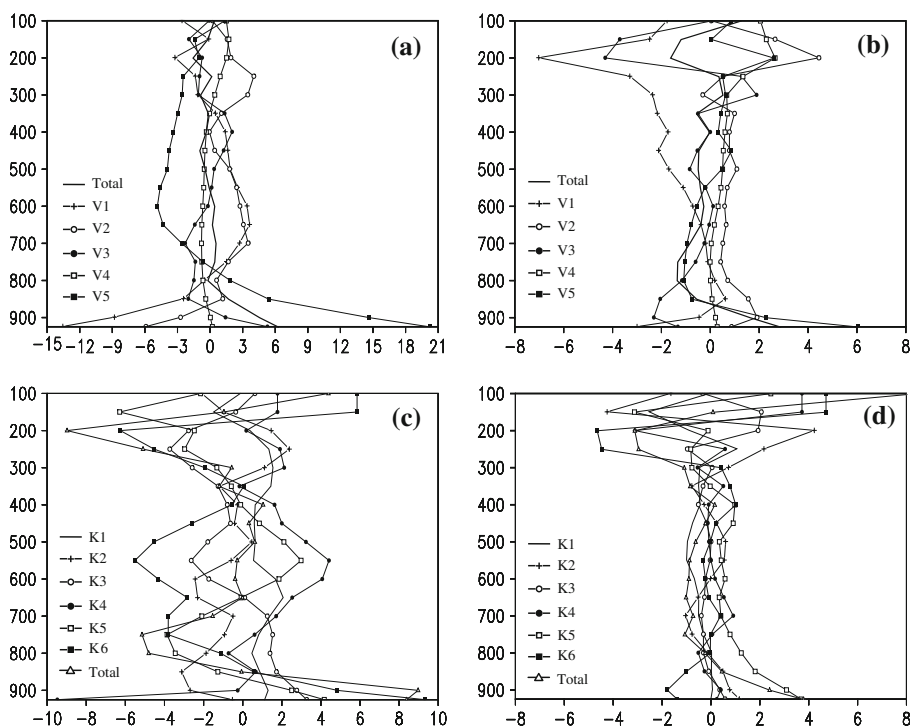 100
200
300
400
500
600
700
800
900
(a)
Total
V1
V2
V3
V4
V5
-15 -12 -9 -6 -3 0 3 6 9 12 15 18 21
100
200
300
400
500
600
700
800
900
(b)
Total
V1
V2
V3
V4
V5
-8 -6 -4 -2 0 2 4 6 8
100
200
300
400
500
600
700
800
900
(c)
K1
K2
K3
K4
K5
K6
Total
-10 -8 -6 -4 -2 0 2 4 6 8 10
100
200
300
400
500
600
700
800
900
(d)
K1
K2
K3
K4
K5
K6
Total
-8 -6 -4 -2 0 2 4 6 8